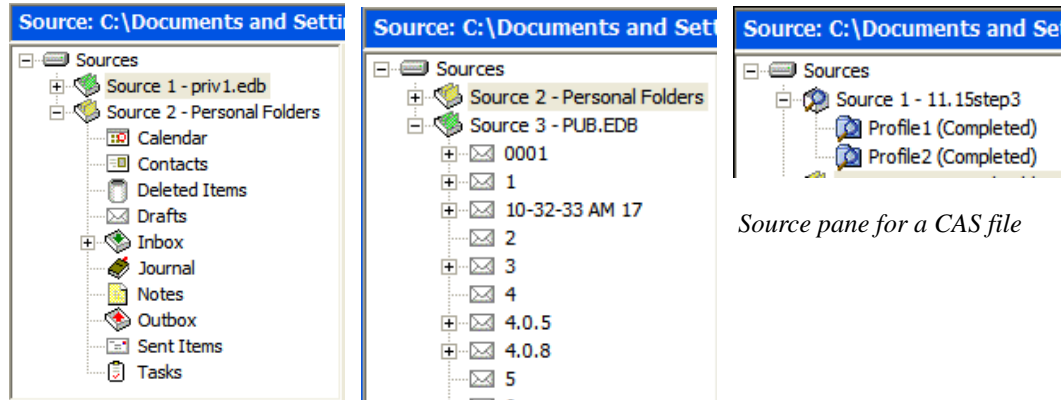 Source: C:\Documents and Setti
Sources
Source 1 - priv1.edb
Source 2 - Personal Folders
Calendar
Contacts
Deleted Items
Drafts
Inbox
Journal
Notes
Outbox
Sent Items
Tasks
Source: C:\Documents and Sett
Sources
Source 2 - Personal Folders
Source 3 - PUB.EDB
0001
1
10-32-33 AM 17
2
3
4
4.0.5
4.0.8
5
Source: C:\Documents and Se
Sources
Source 1 - 11.15step3
Profile1 (Completed)
Profile2 (Completed)
Source pane for a CAS file